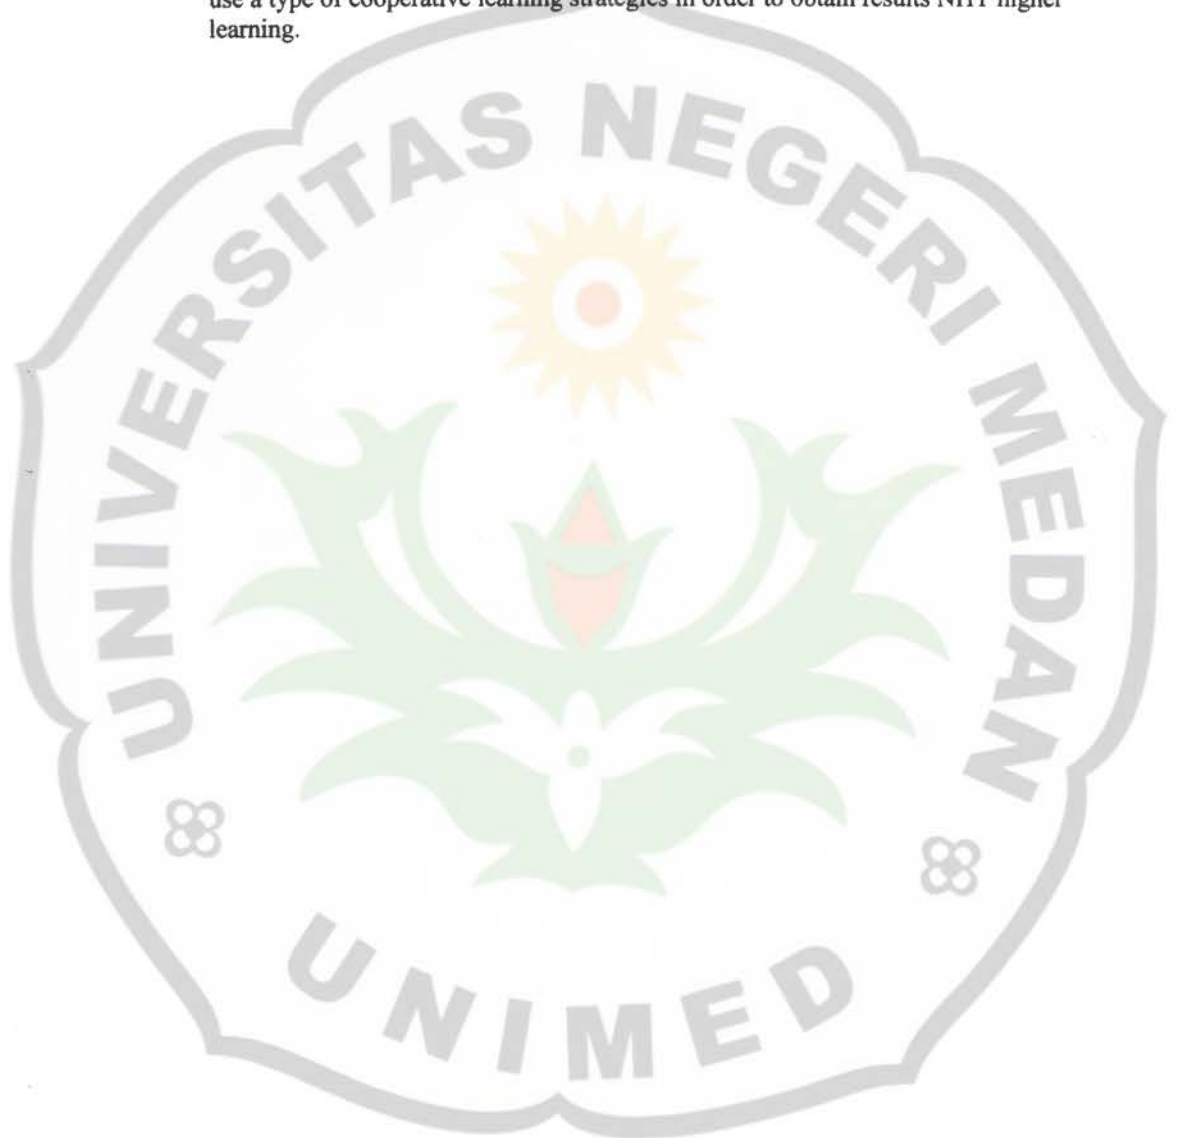 use a type of cooperative learning strategies in order to obtain results NHT higher
learning.
UNIVERSITAS NEGERI MEDAN
UNIMED